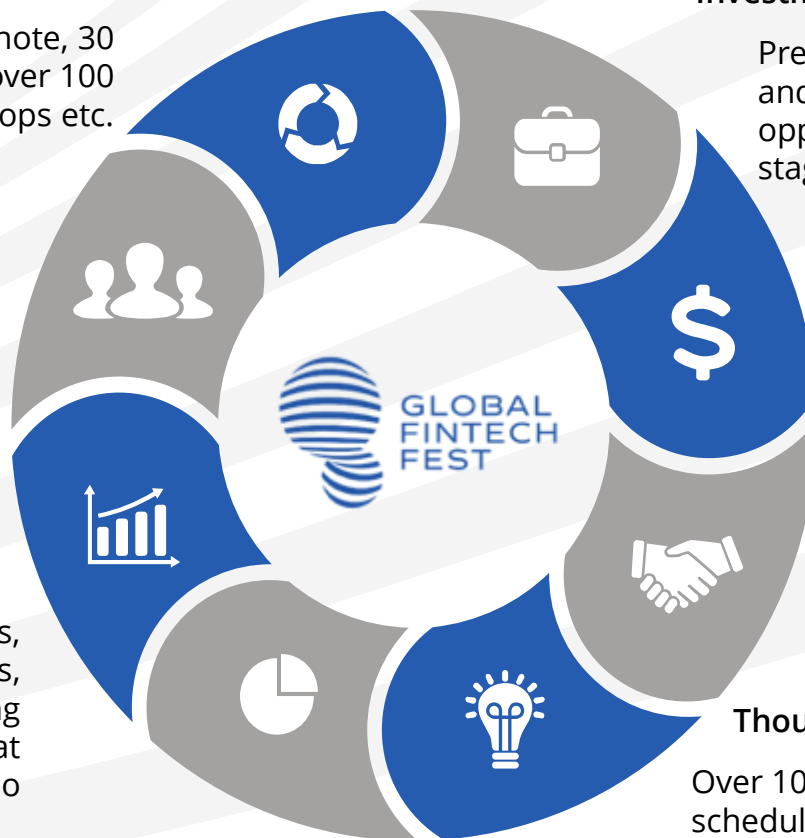 note, 30
over 100
ops etc.
Pre
and
opp
stag
GLOBAL
FINTECH
FEST
s,
s,
ng
at
o
Thou
Over 10
schedul